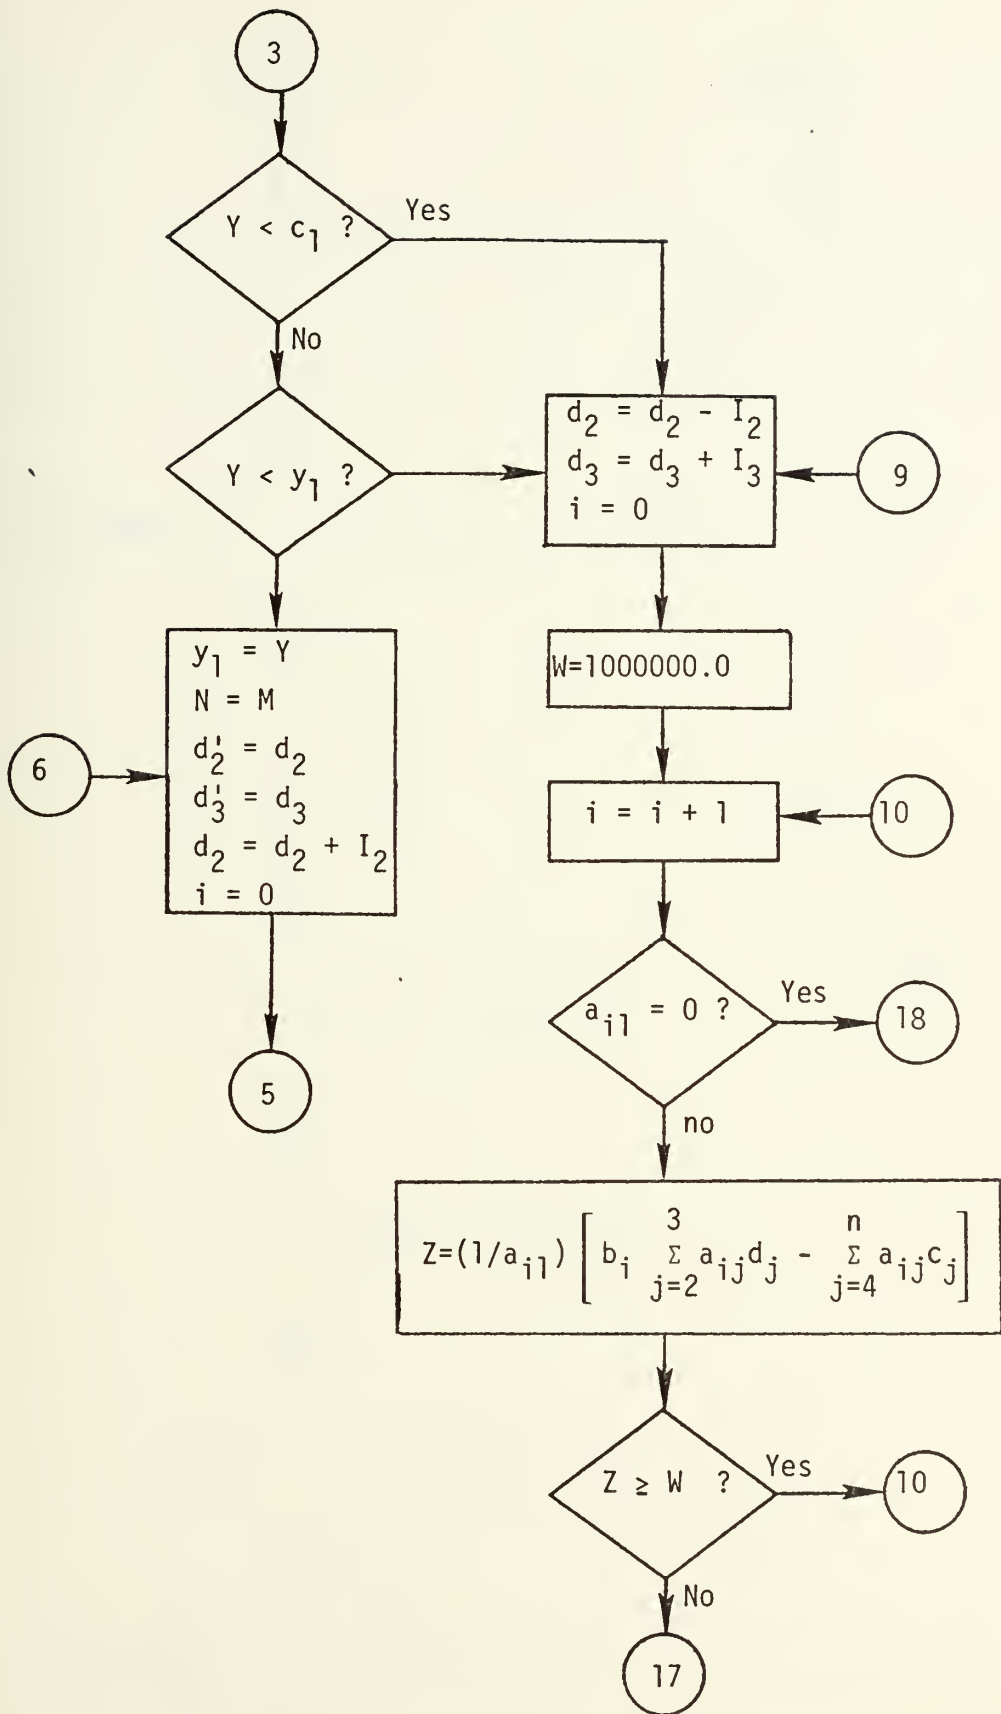 3
Y < c₁ ?
Yes
No
Y < y₁ ?
d₂ = d₂ - I₂
d₃ = d₃ + I₃
i = 0
9
y₁ = Y
N = M
d₂' = d₂
d₃' = d₃
d₂ = d₂ + I₂
i = 0
6
5
W=1000000.0
i = i + 1
10
aᵢ₁ = 0 ?
Yes
18
no
Z=(1/aᵢ₁) [ bᵢ 3 Σ j=2 aᵢⱼdⱼ - n Σ j=4 aᵢⱼcⱼ ]
Z ≥ W ?
Yes
10
No
17